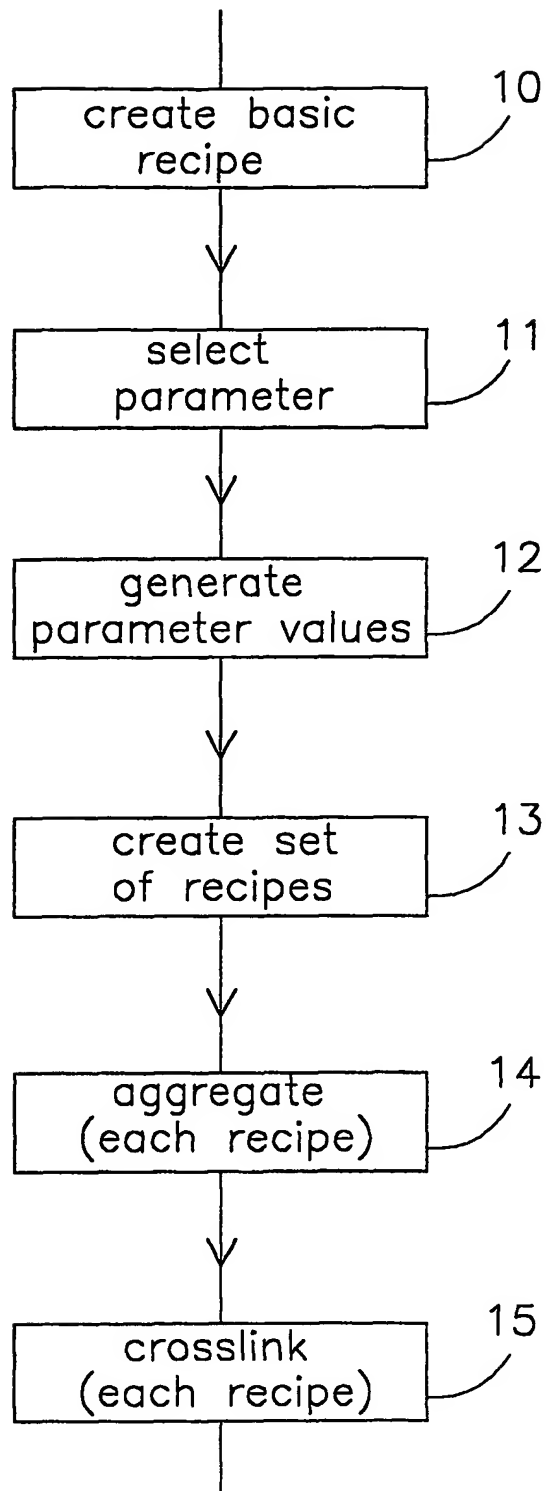 10
create basic
recipe
11
select
parameter
12
generate
parameter values
13
create set
of recipes
14
aggregate
(each recipe)
15
crosslink
(each recipe)